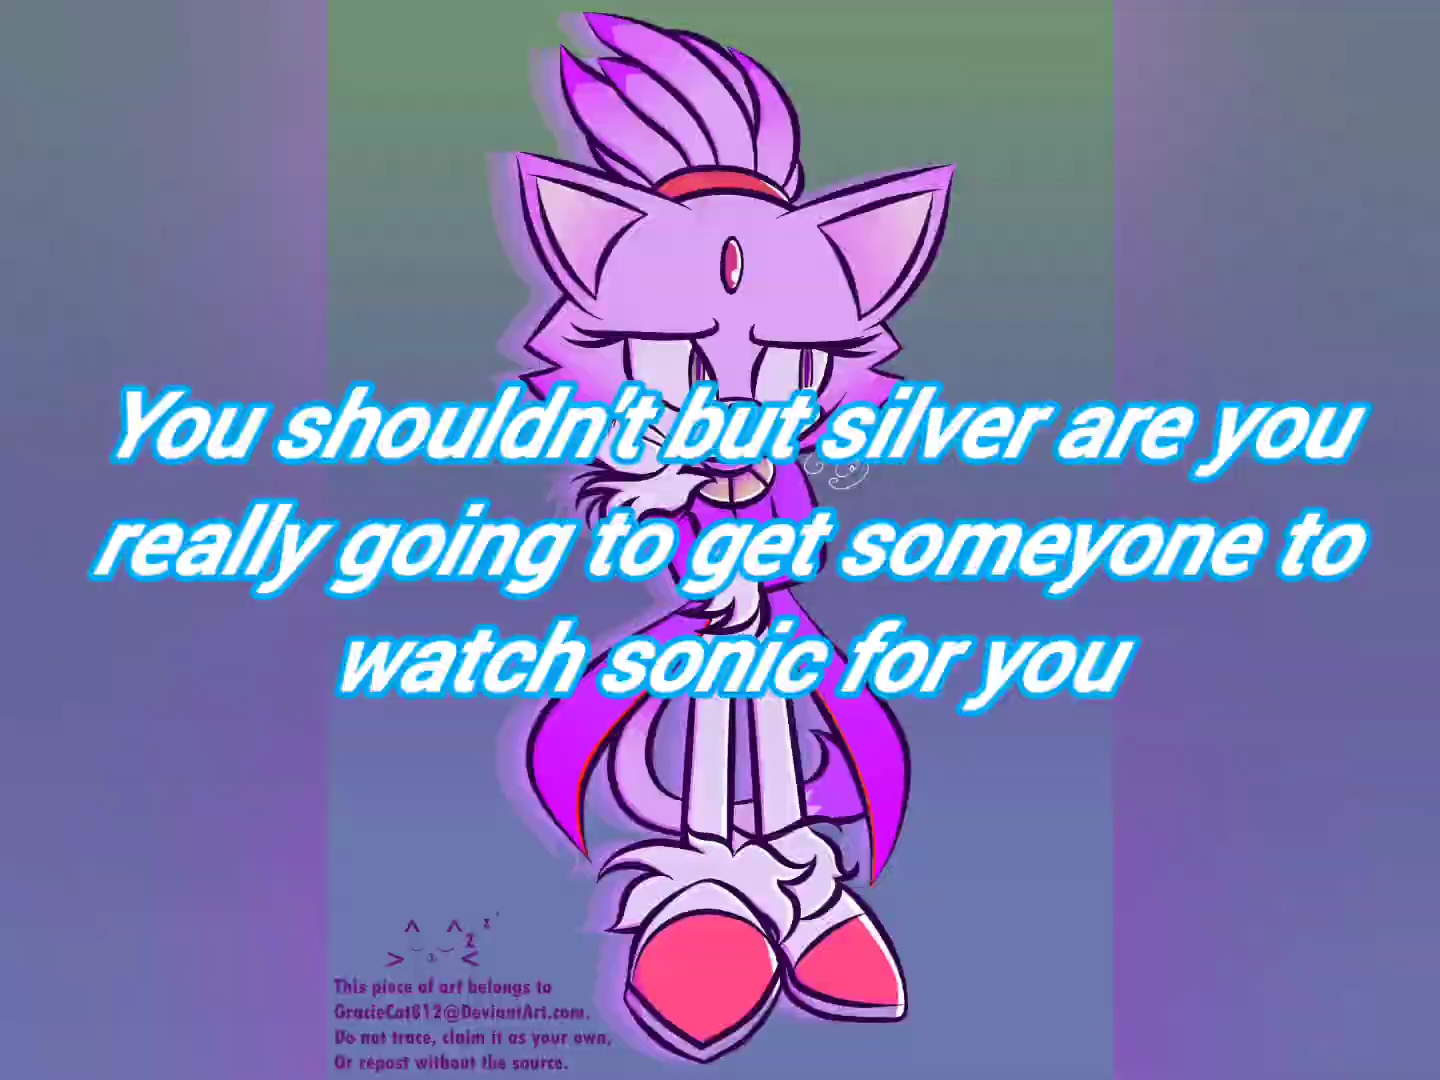 You shouldn't but silver are you
really going to get someyone to
watch sonic for you
This piece of art belongs to
GracieCat812@DeviantArt.com.
Do not trace, claim it as your own,
Or repost without the source.